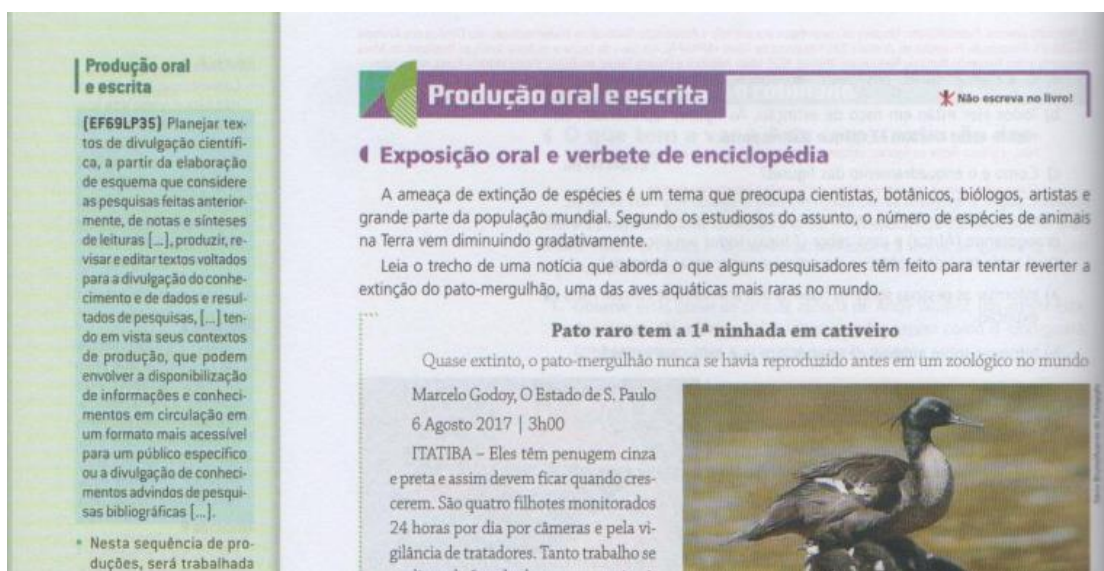 Produção oral
e escrita
(EF69LP35) Planejar tex-
tos de divulgação científi-
ca, a partir da elaboração
de esquema que considere
as pesquisas feitas anterior-
mente, de notas e sínteses
de leituras [...], produzir, re-
visar e editar textos voltados
para a divulgação do conhe-
cimento e de dados e resul-
tados de pesquisas, [...] ten-
do em vista seus contextos
de produção, que podem
envolver a disponibilização
de informações e conheci-
mentos em circulação em
um formato mais acessível
para um público específico
ou a divulgação de conheci-
mentos advindos de pesqui-
sas bibliográficas [...].
• Nesta sequência de pro-
duções, será trabalhada
Produção oral e escrita
Não escreva no livro!
Exposição oral e verbete de enciclopédia
A ameaça de extinção de espécies é um tema que preocupa cientistas, botânicos, biólogos, artistas e
grande parte da população mundial. Segundo os estudiosos do assunto, o número de espécies de animais
na Terra vem diminuindo gradativamente.
Leia o trecho de uma notícia que aborda o que alguns pesquisadores têm feito para tentar reverter a
extinção do pato-mergulhão, uma das aves aquáticas mais raras no mundo.
Pato raro tem a 1ª ninhada em cativeiro
Quase extinto, o pato-mergulhão nunca se havia reproduzido antes em um zoológico no mundo
Marcelo Godoy, O Estado de S. Paulo
6 Agosto 2017 | 3h00
ITATIBA – Eles têm penugem cinza
e preta e assim devem ficar quando cres-
cerem. São quatro filhotes monitorados
24 horas por dia por câmeras e pela vi-
gilância de tratadores. Tanto trabalho se